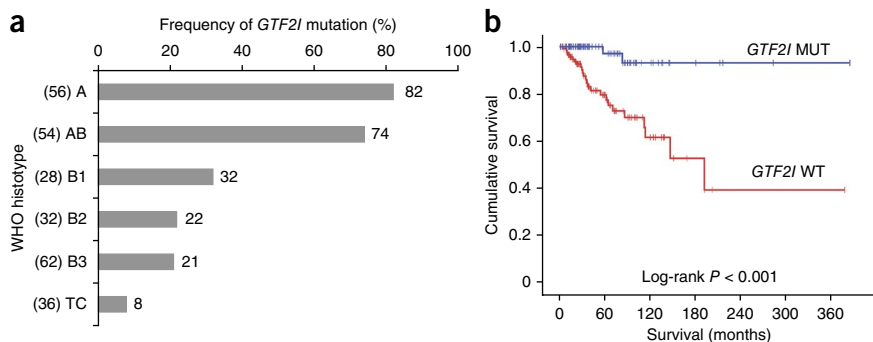 a
Frequency of GTF2I mutation (%)
0 20 40 60 80 100
WHO histotype
(56) A 82
(54) AB 74
(28) B1 32
(32) B2 22
(62) B3 21
(36) TC 8
b
Cumulative survival
1.0
0.8
0.6
0.4
0.2
0
GTF2I MUT
GTF2I WT
Log-rank P < 0.001
0 60 120 180 240 300 360
Survival (months)